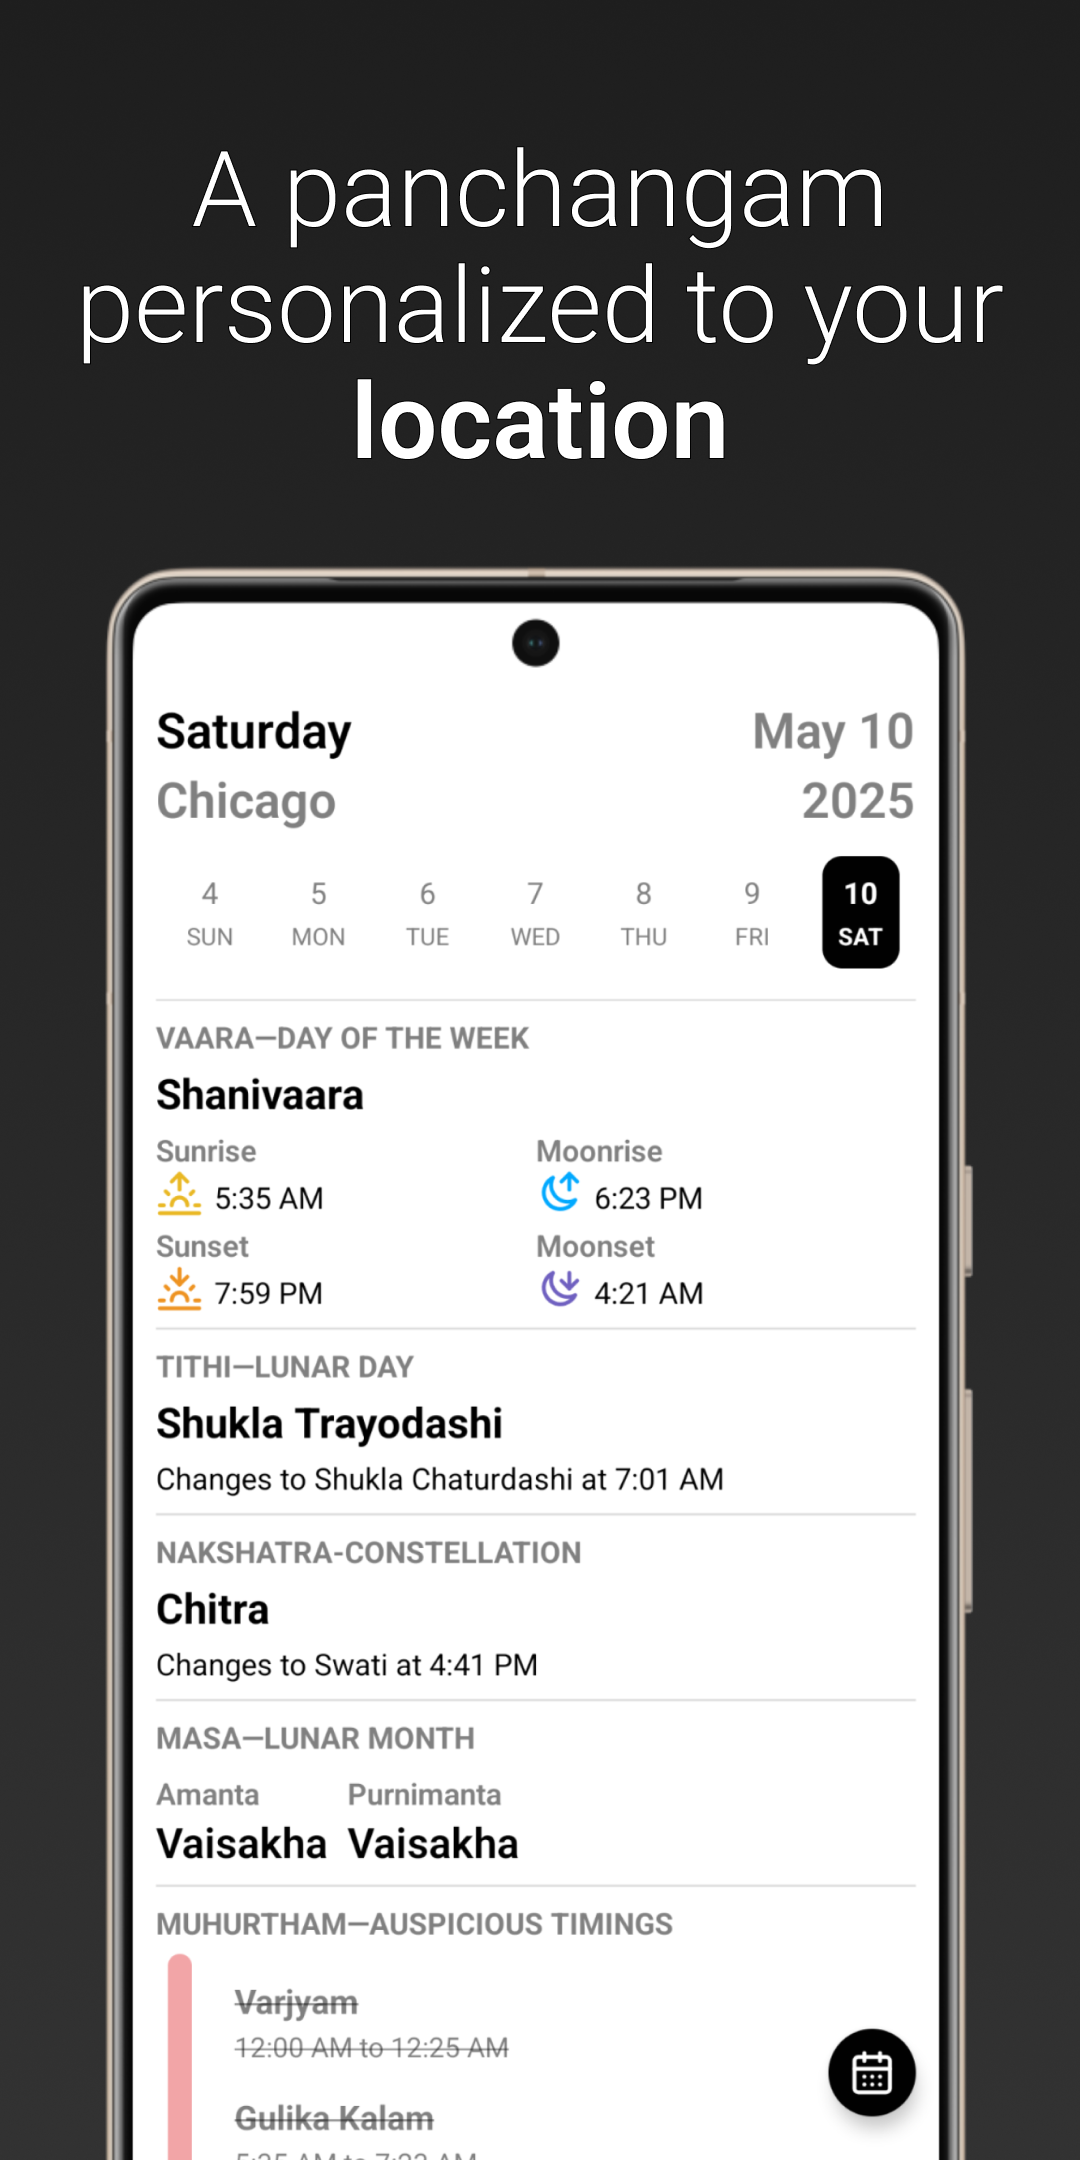 A panchangam
personalized to your
location
Saturday May 10
Chicago 2025
4 5 6 7 8 9 10
SUN MON TUE WED THU FRI SAT
VAARA—DAY OF THE WEEK
Shanivaara
Sunrise Moonrise
5:35 AM 6:23 PM
Sunset Moonset
7:59 PM 4:21 AM
TITHI—LUNAR DAY
Shukla Trayodashi
Changes to Shukla Chaturdashi at 7:01 AM
NAKSHATRA-CONSTELLATION
Chitra
Changes to Swati at 4:41 PM
MASA—LUNAR MONTH
Amanta Purnimanta
Vaisakha Vaisakha
MUHURTHAM—AUSPICIOUS TIMINGS
Varjyam
12:00 AM to 12:25 AM
Gulika Kalam